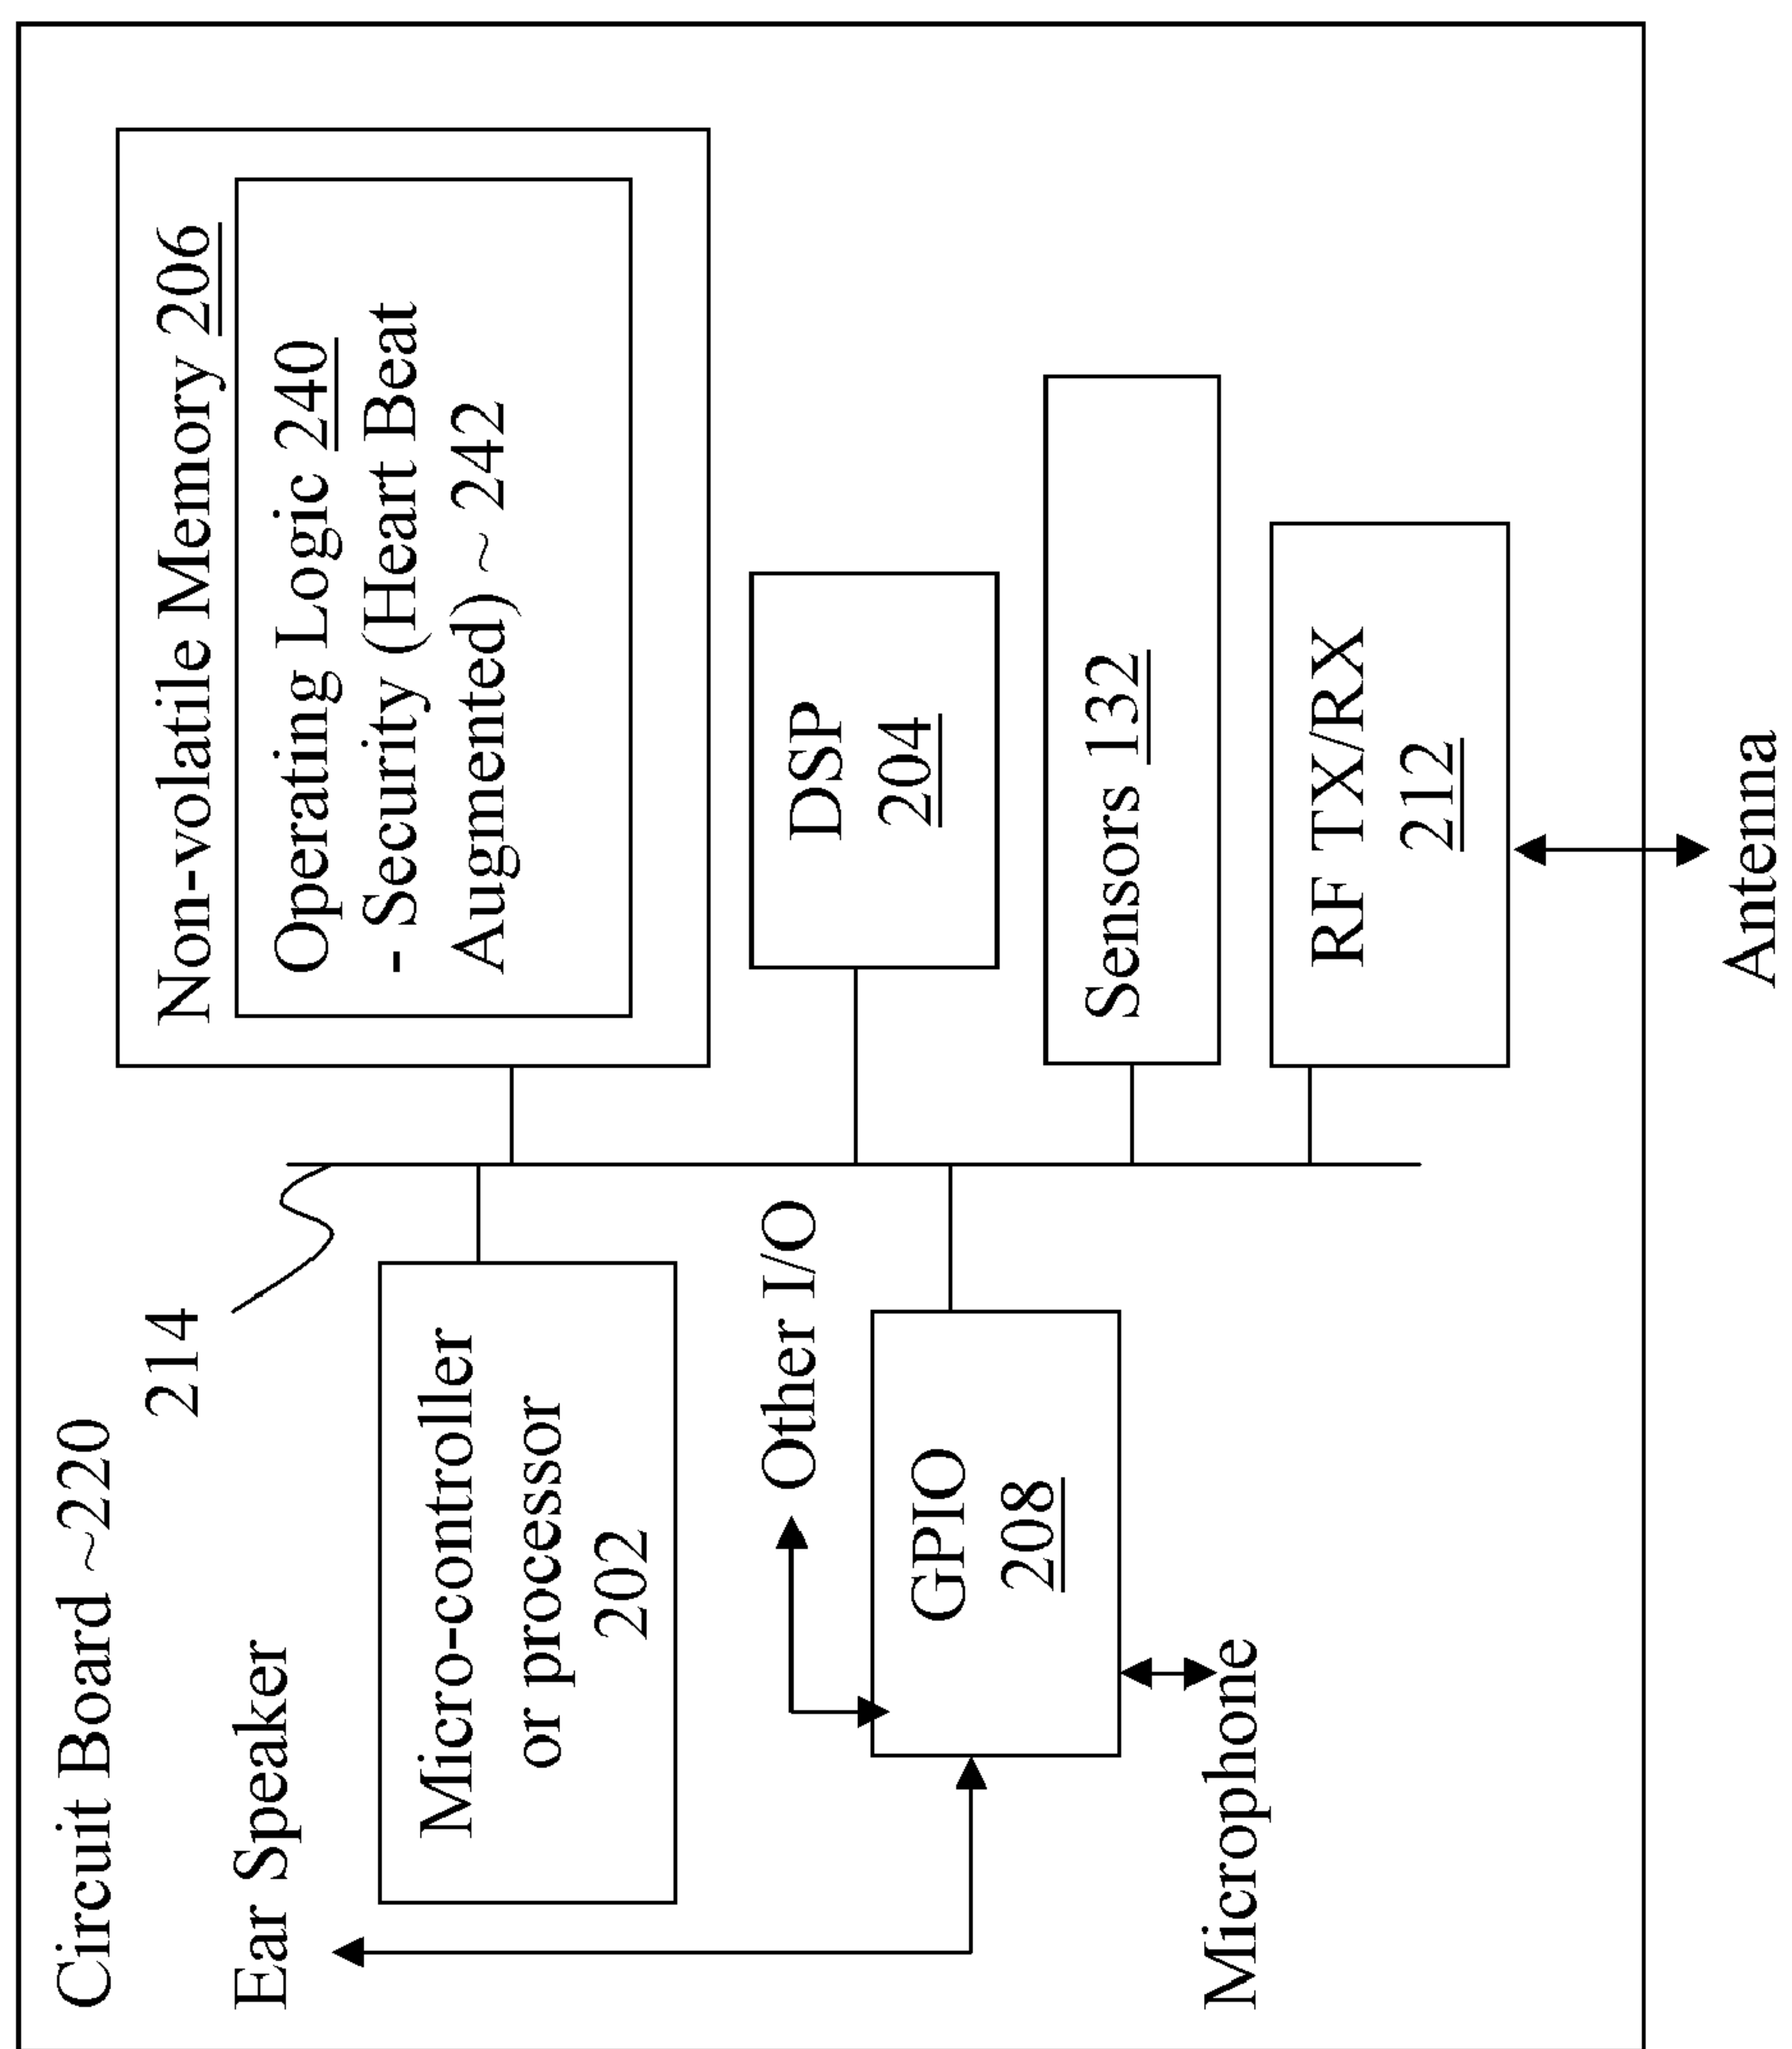 Circuit Board ~220
214
Ear Speaker
Micro-controller
or processor
202
Non-volatile Memory 206
Operating Logic 240
- Security (Heart Beat
Augmented) ~ 242
Other I/O
GPIO
208
DSP
204
Microphone
Sensors 132
RF TX/RX
212
Antenna